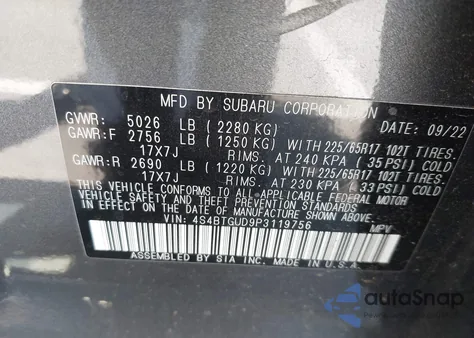 MFD BY SUBARU CORPORATION DATE: 09/22
GVWR: 5026 LB (2280 KG)
GAWR:F 2756 LB (1250 KG) WITH 225/65R17 102T TIRES.
17X7J RIMS. AT 240 KPA (35 PSI) COLD
GAWR:R 2690 LB (1220 KG) WITH 225/65R17 102T TIRES.
17X7J RIMS. AT 230 KPA (33 PSI) COLD
THIS VEHICLE CONFORMS TO ALL APPLICABLE FEDERAL MOTOR
VEHICLE SAFETY AND THEFT PREVENTION STANDARDS IN EFFECT
ON THE DATE OF MANUFACTURE SHOWN ABOVE.
VIN: 4S4BTGUD9P3119756 MPV
ASSEMBLED BY SIA INC. MADE IN U.S.A.
autoSnap